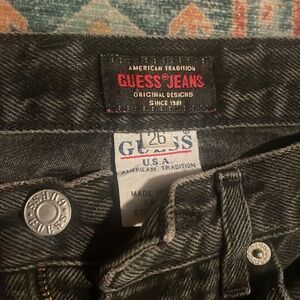 AMERICAN TRADITION
GUESS JEANS
ORIGINAL DESIGNS
SINCE 1981
26
GUESS
U.S.A.
AMERICAN TRADITION
MADE